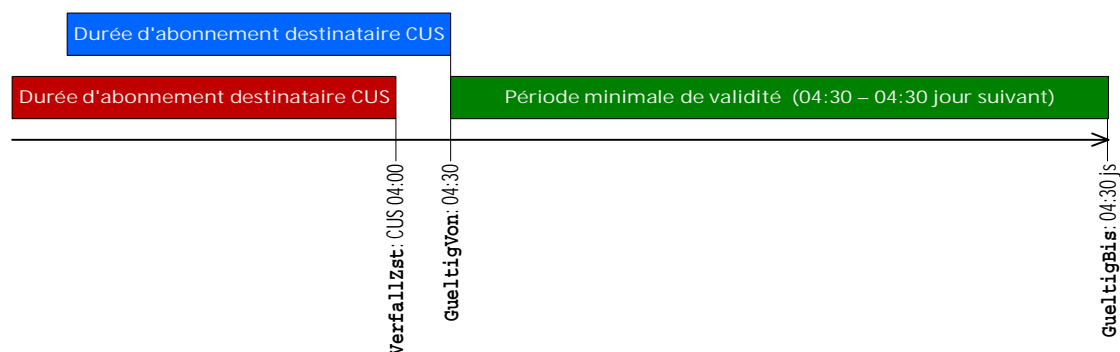 Durée d'abonnement destinataire CUS
Durée d'abonnement destinataire CUS
Période minimale de validité (04:30 – 04:30 jour suivant)
VerfallZst: CUS 04:00
GueltigVon: 04:30
GueltigBis: 04:30 js